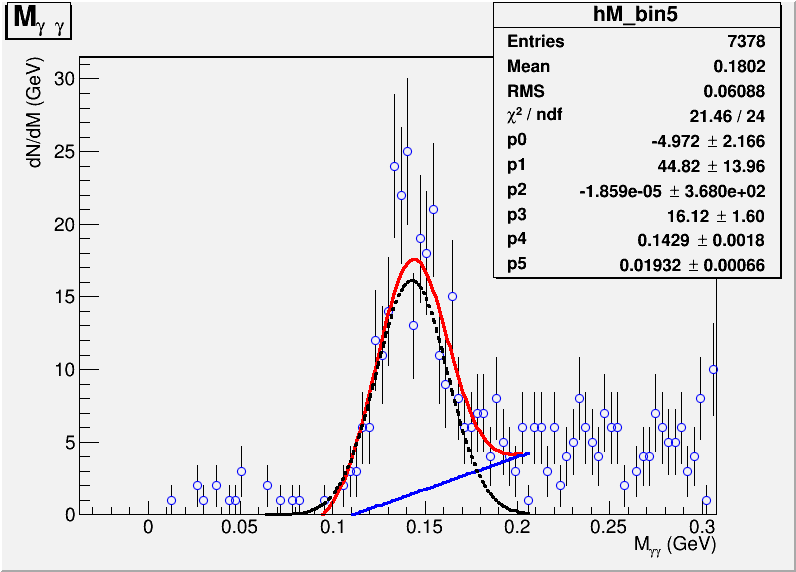 M γ γ
hM_bin5
Entries 7378
Mean 0.1802
RMS 0.06088
χ² / ndf 21.46 / 24
p0 -4.972 ± 2.166
p1 44.82 ± 13.96
p2 -1.859e-05 ± 3.680e+02
p3 16.12 ± 1.60
p4 0.1429 ± 0.0018
p5 0.01932 ± 0.00066
dN/dM (GeV)
30
25
20
15
10
5
0
0 0.05 0.1 0.15 0.2 0.25 0.3
M γγ (GeV)